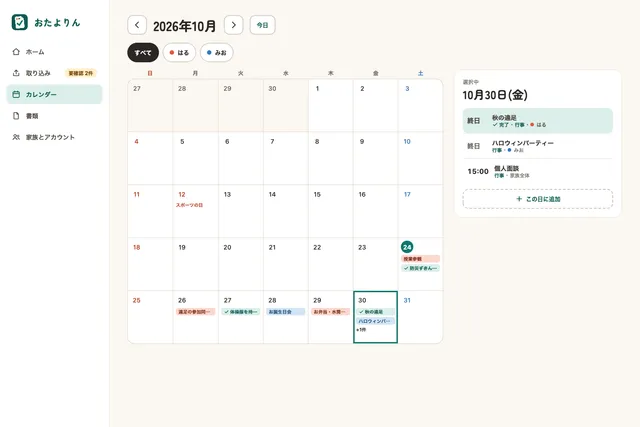 おたよりん
ホーム
取り込み 要確認 2件
カレンダー
書類
家族とアカウント
2026年10月
今日
すべて はる みお
日 月 火 水 木 金 土
27 28 29 30 1 2 3
4 5 6 7 8 9 10
11 12 13 14 15 16 17
スポーツの日
18 19 20 21 22 23 24
授業参観
✓ 防災ずきん…
25 26 27 28 29 30 31
遠足の参加同… ✓ 体操服を持… お誕生日会 お弁当・水筒… ✓ 秋の遠足
ハロウィンパ…
+1件
選択中
10月30日(金)
終日 秋の遠足
✓ 完了・行事・ はる
終日 ハロウィンパーティー
行事・ みお
15:00 個人面談
行事・家族全体
+ この日に追加